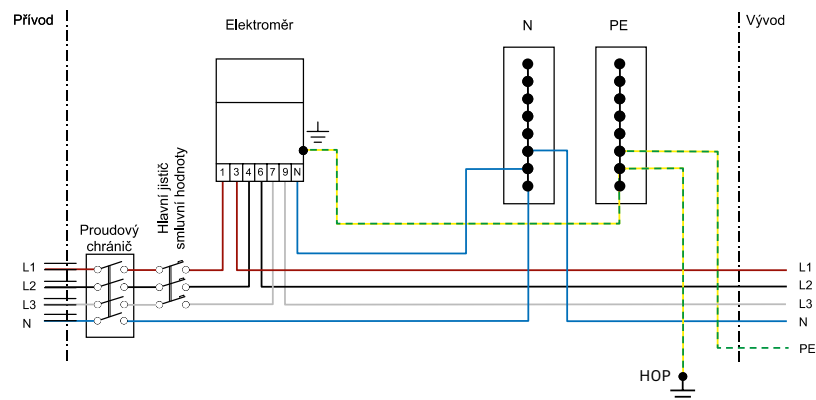 Přívod
Elektroměr
N
PE
Vývod
1 3 4 6 7 9 N
Hlavní jistič
smluvní hodnoty
Proudový
chránič
L1
L2
L3
N
L1
L2
L3
N
PE
HOP